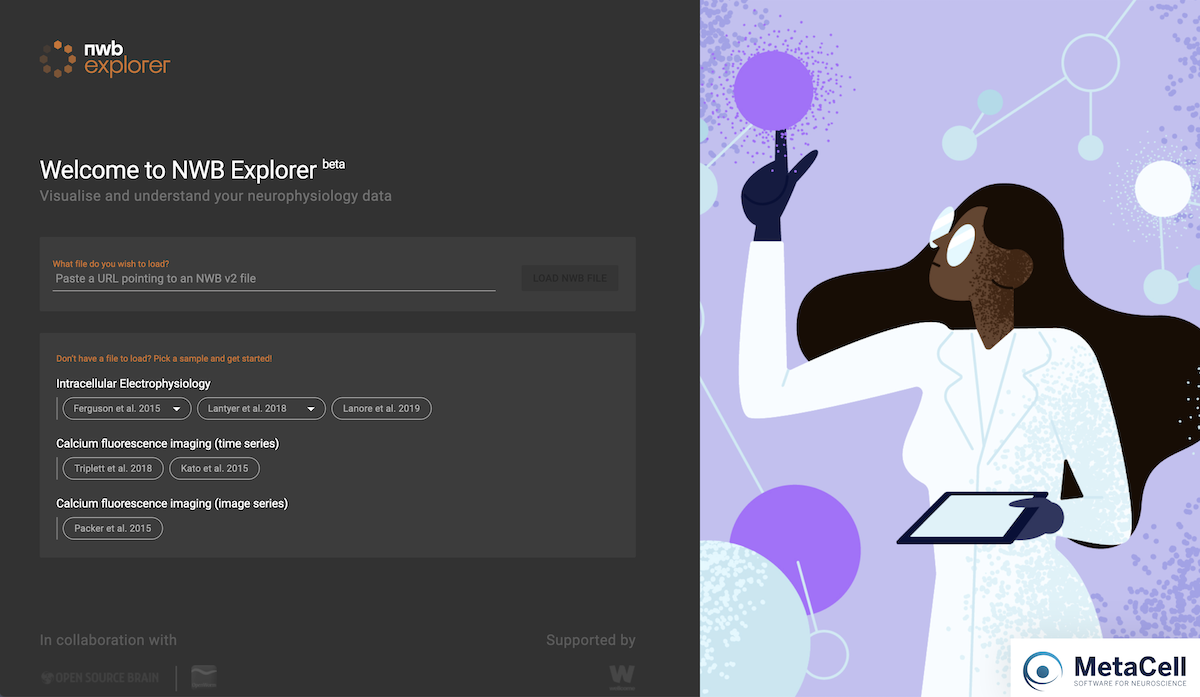 nwb
explorer
Welcome to NWB Explorer beta
Visualise and understand your neurophysiology data
What file do you wish to load?
Paste a URL pointing to an NWB v2 file
LOAD NWB FILE
Don't have a file to load? Pick a sample and get started!
Intracellular Electrophysiology
Ferguson et al. 2015 Lantyer et al. 2018 Lanore et al. 2019
Calcium fluorescence imaging (time series)
Triplett et al. 2018 Kato et al. 2015
Calcium fluorescence imaging (image series)
Packer et al. 2015
In collaboration with Supported by
OPEN SOURCE BRAIN W
MetaCell
SOFTWARE FOR NEUROSCIENCE